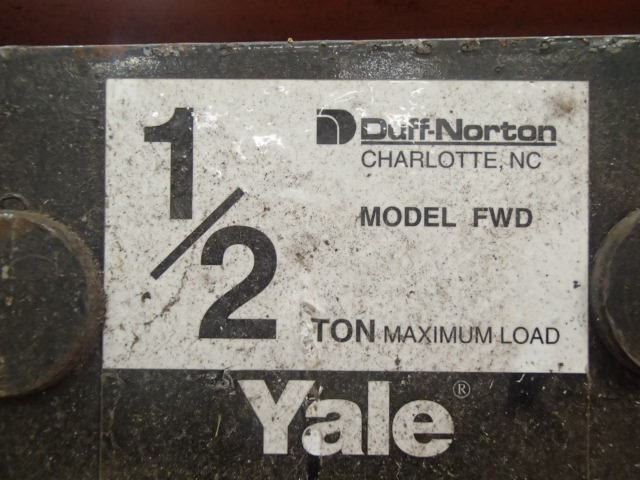 1/2
Duff-Norton
CHARLOTTE, NC
MODEL FWD
TON MAXIMUM LOAD
Yale®